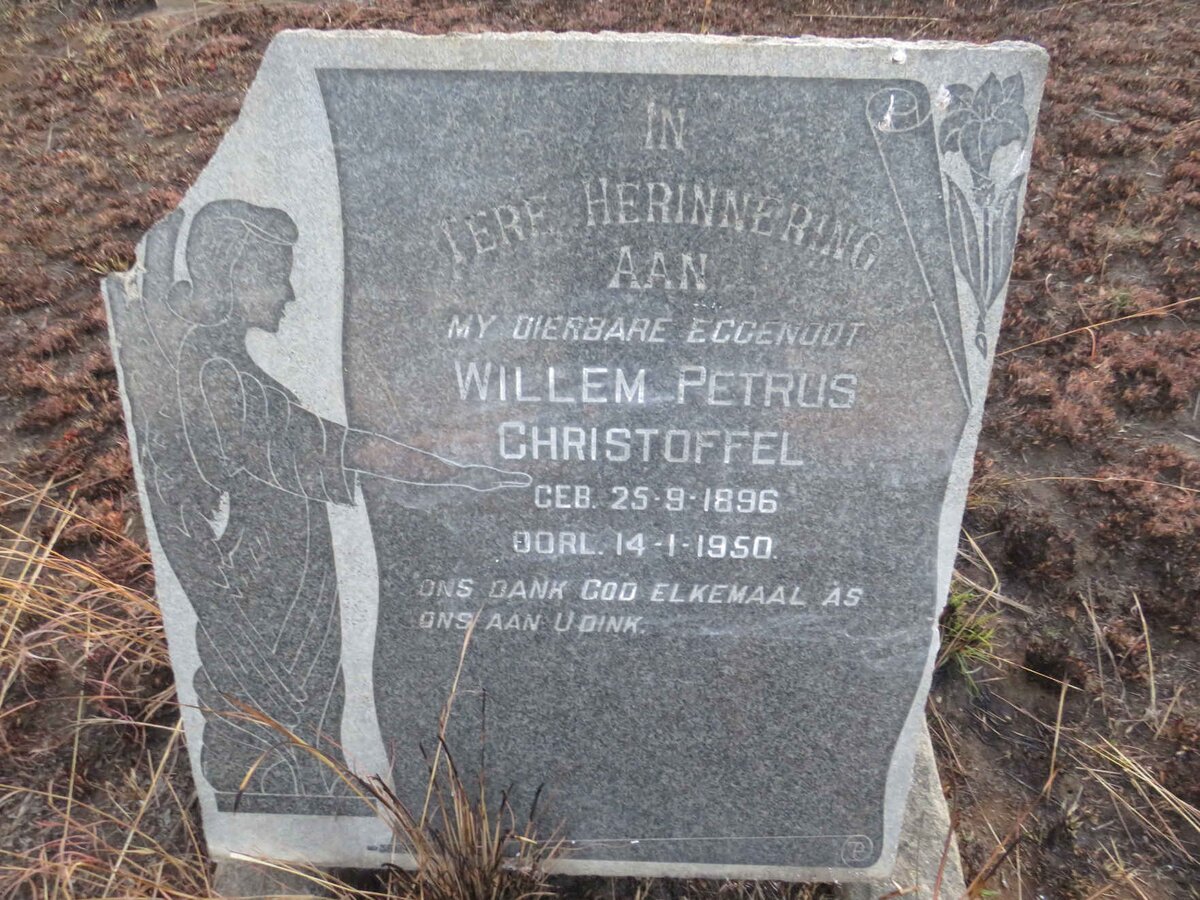 IN
TERE HERINNERING
AAN
MY DIERBARE EGGENOOT
WILLEM PETRUS
CHRISTOFFEL
GEB. 25-9-1896
OORL. 14-1-1950.
ONS DANK GOD ELKEMAAL AS
ONS AAN U DINK.